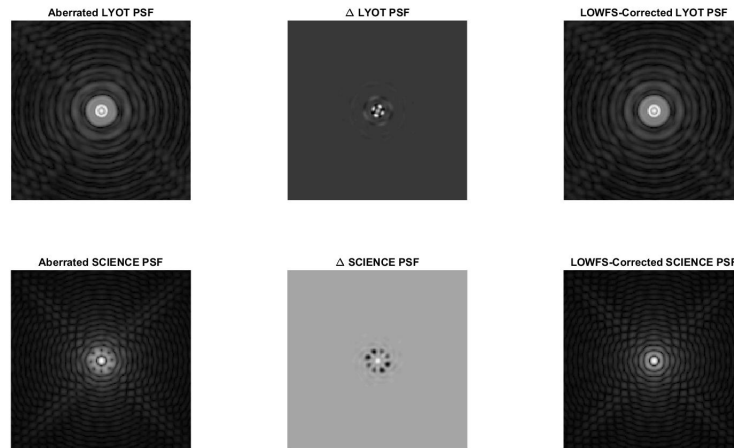 Aberrated LYOT PSF
Δ LYOT PSF
LOWFS-Corrected LYOT PSF
Aberrated SCIENCE PSF
Δ SCIENCE PSF
LOWFS-Corrected SCIENCE PSF